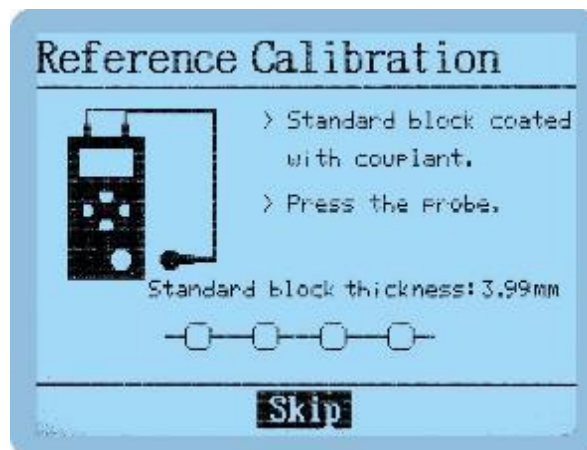 Reference Calibration
> Standard block coated
with couplant.
> Press the probe.
Standard block thickness:3.99mm
Skip